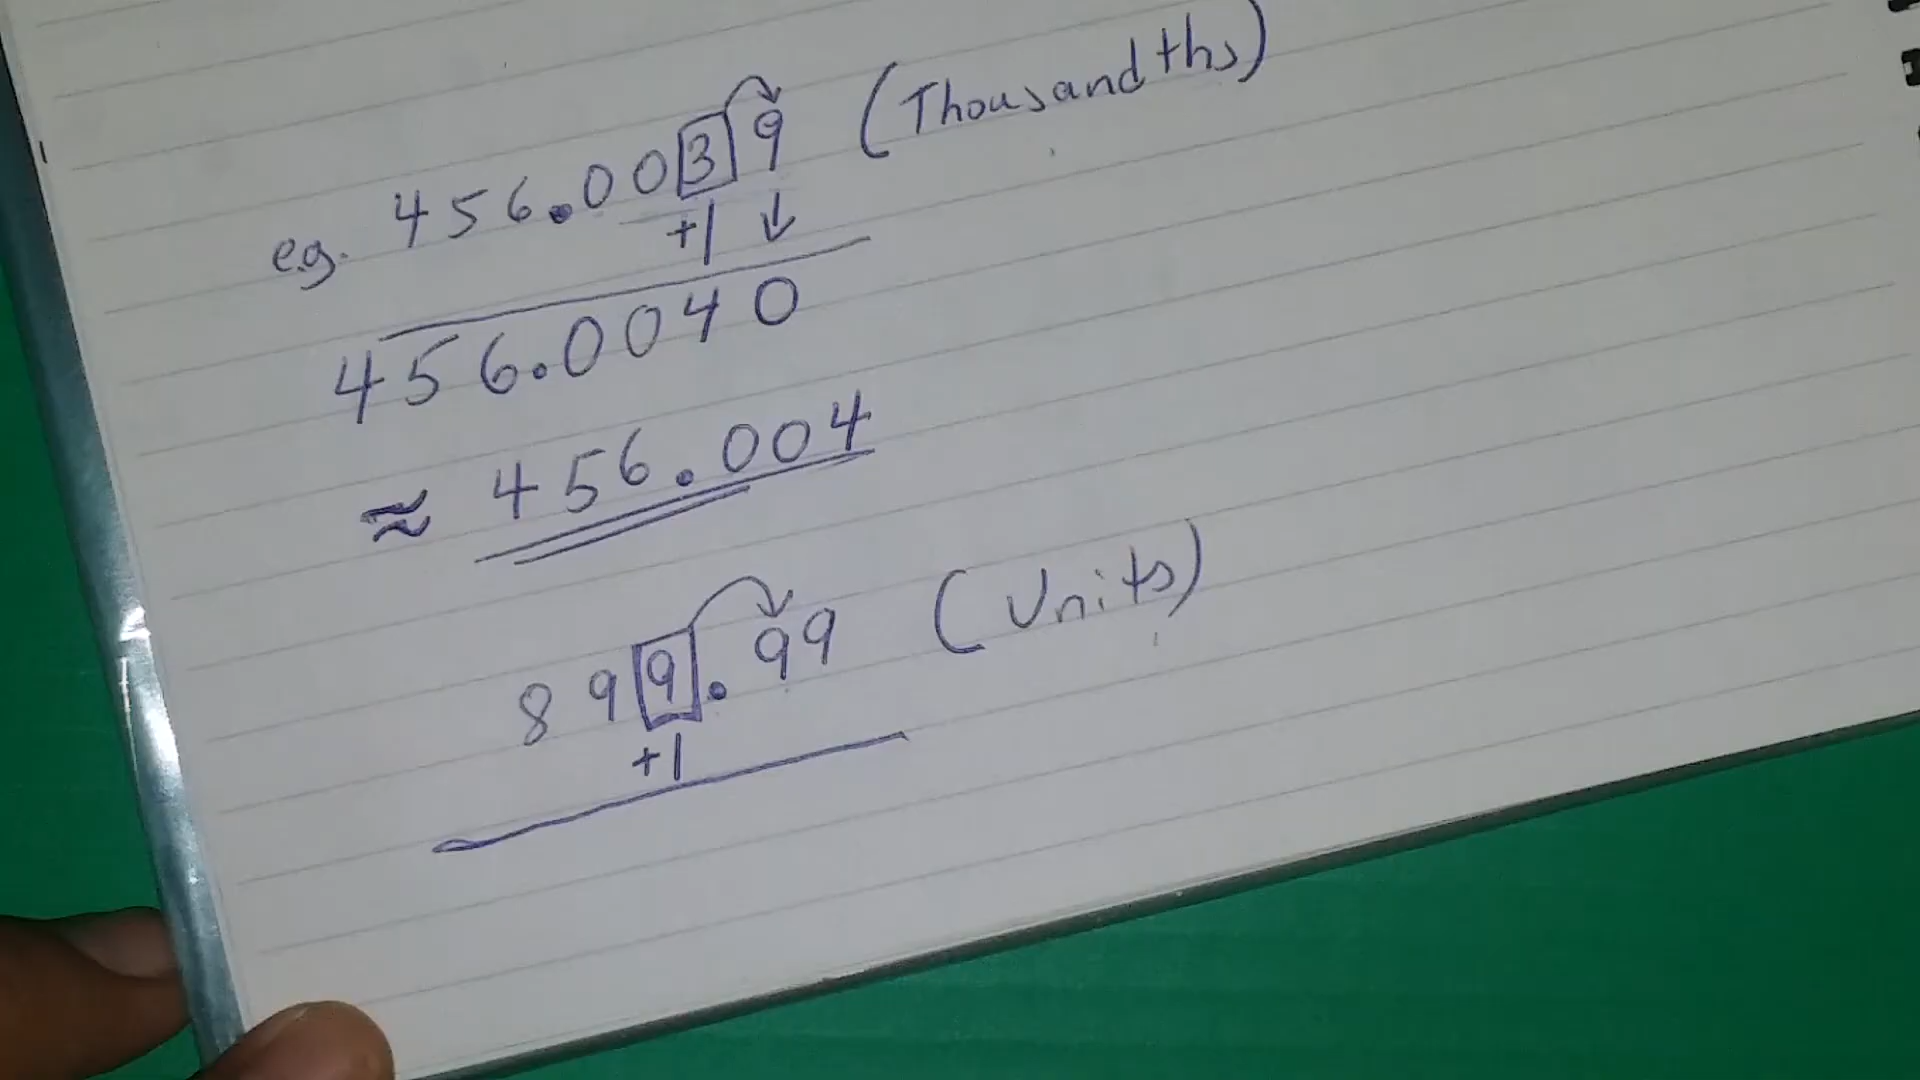 e.g. 456.0039 (Thousandths)
+1
456.0040
≈ 456.004
899.99 (Units)
+1